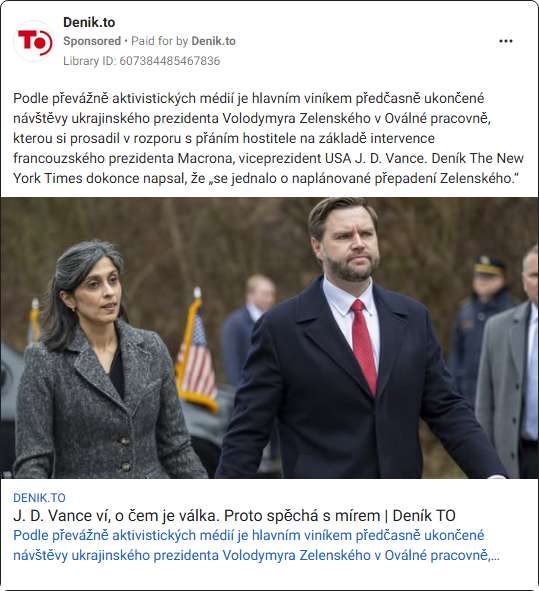 Denik.to
Sponsored • Paid for by Denik.to
Library ID: 607384485467836
Podle převážně aktivistických médií je hlavním viníkem předčasně ukončené
návštěvy ukrajinského prezidenta Volodymyra Zelenského v Oválné pracovně,
kterou si prosadil v rozporu s přáním hostitele na základě intervence
francouzského prezidenta Macrona, viceprezident USA J. D. Vance. Deník The New
York Times dokonce napsal, že „se jednalo o naplánované přepadení Zelenského.“
DENIK.TO
J. D. Vance ví, o čem je válka. Proto spěchá s mírem | Deník TO
Podle převážně aktivistických médií je hlavním viníkem předčasně ukončené
návštěvy ukrajinského prezidenta Volodymyra Zelenského v Oválné pracovně,...